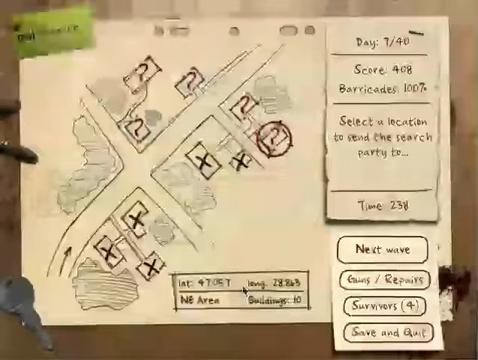 Day: 7/40
Score: 408
Barricades: 100%
Select a location
to send the search
party to...
Time: 238
Next wave
Guns / Repairs
Survivors (4)
Save and Quit
?
?
?
?
?
X
X
X
X
X
lat: 47.057 long: 28.863
NE Area Buildings: 10